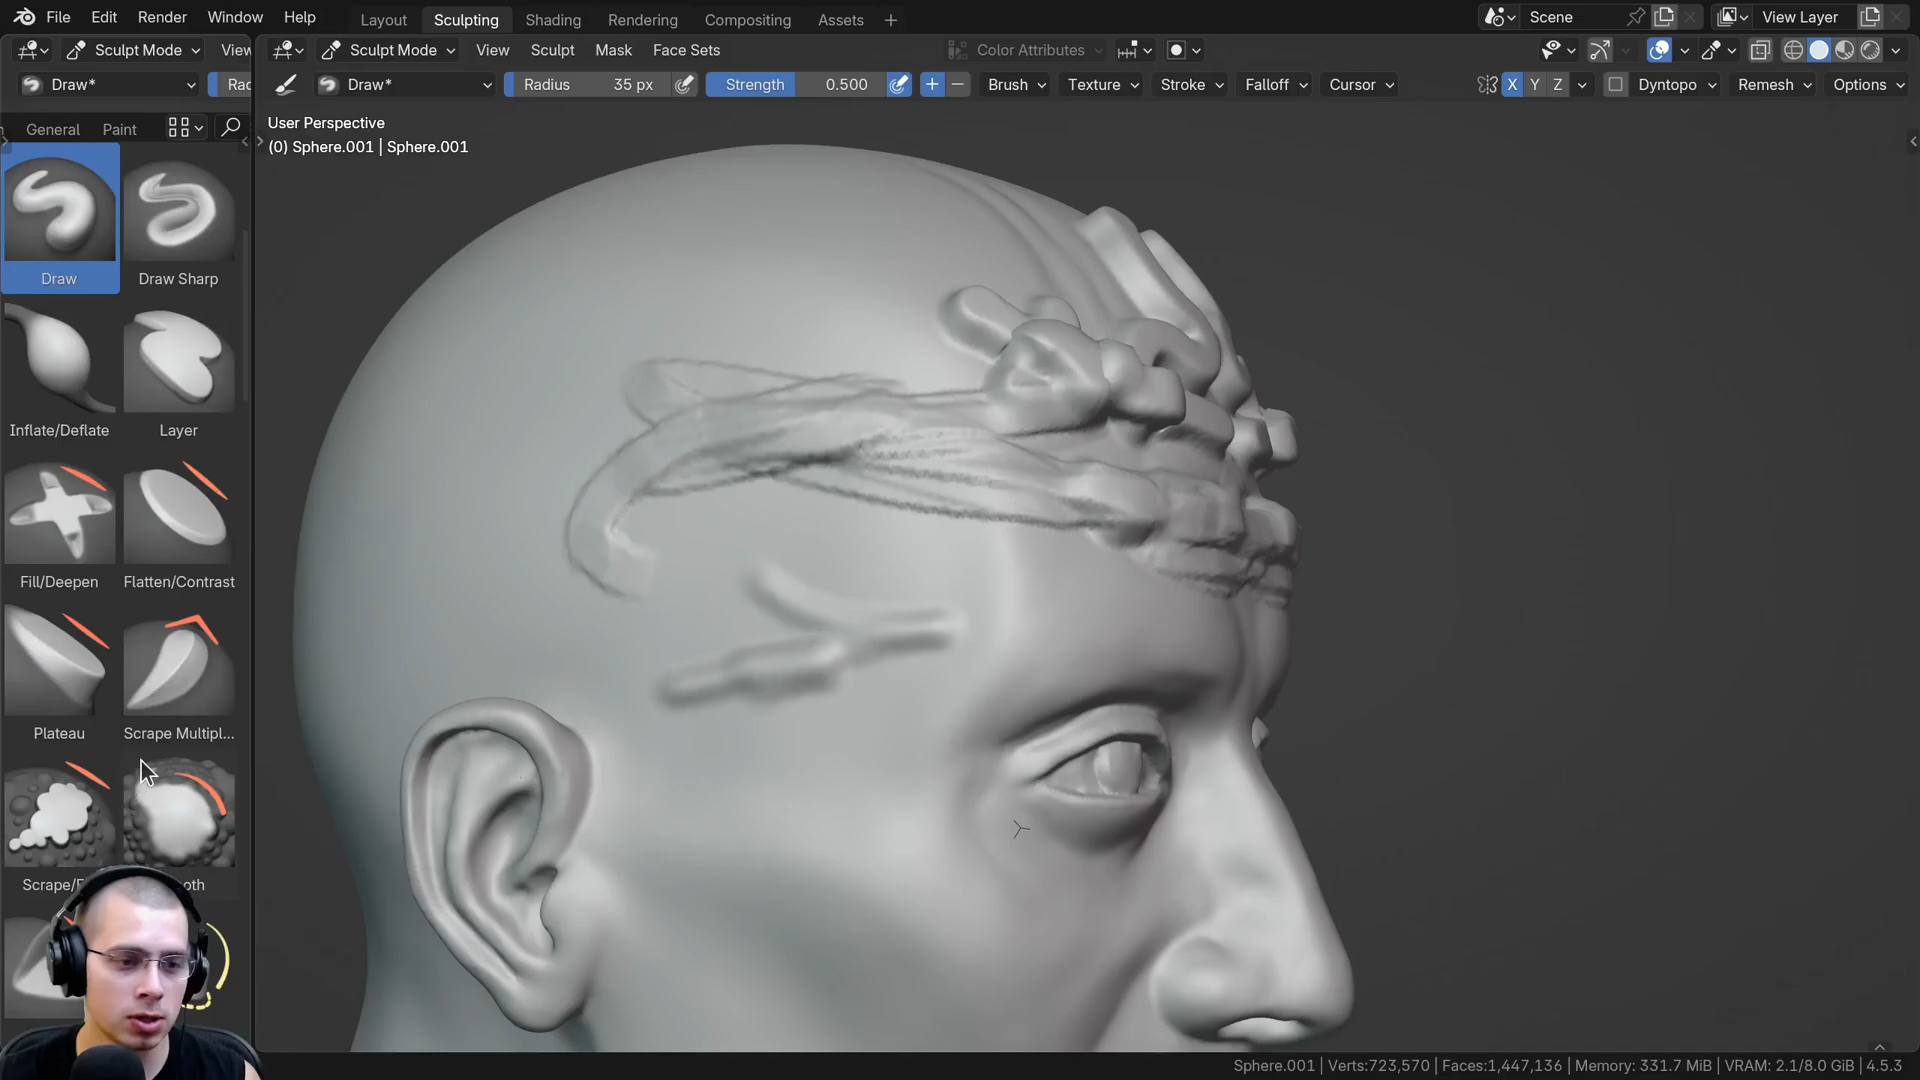 File Edit Render Window Help Layout Sculpting Shading Rendering Compositing Assets + Scene View Layer
Sculpt Mode Sculpt Mode View Sculpt Mask Face Sets Color Attributes
Draw* Draw* Radius 35 px Strength 0.500 + − Brush Texture Stroke Falloff Cursor X Y Z Dyntopo Remesh Options
General Paint
User Perspective
(0) Sphere.001 | Sphere.001
Draw Draw Sharp
Inflate/Deflate Layer
Fill/Deepen Flatten/Contrast
Plateau Scrape Multipl...
Sphere.001 | Verts:723,570 | Faces:1,447,136 | Memory: 331.7 MiB | VRAM: 2.1/8.0 GiB | 4.5.3